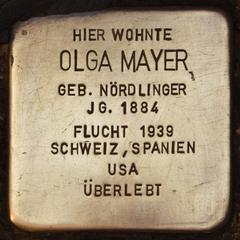 HIER WOHNTE
OLGA MAYER
GEB. NÖRDLINGER
JG. 1884
FLUCHT 1939
SCHWEIZ, SPANIEN
USA
ÜBERLEBT